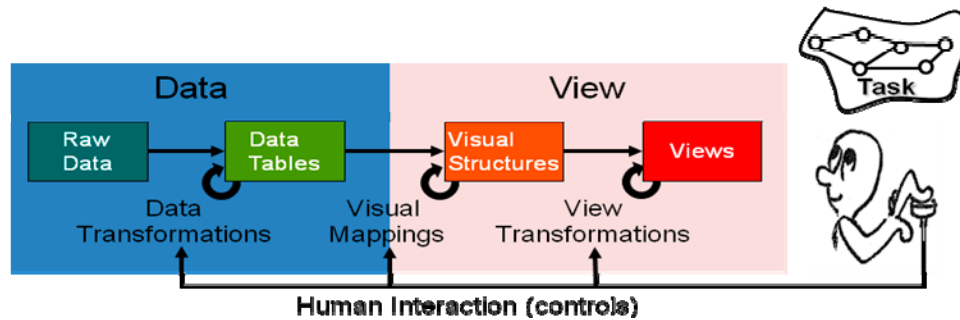 Data
View
Task
Raw
Data
Data
Tables
Visual
Structures
Views
Data
Transformations
Visual
Mappings
View
Transformations
Human Interaction (controls)